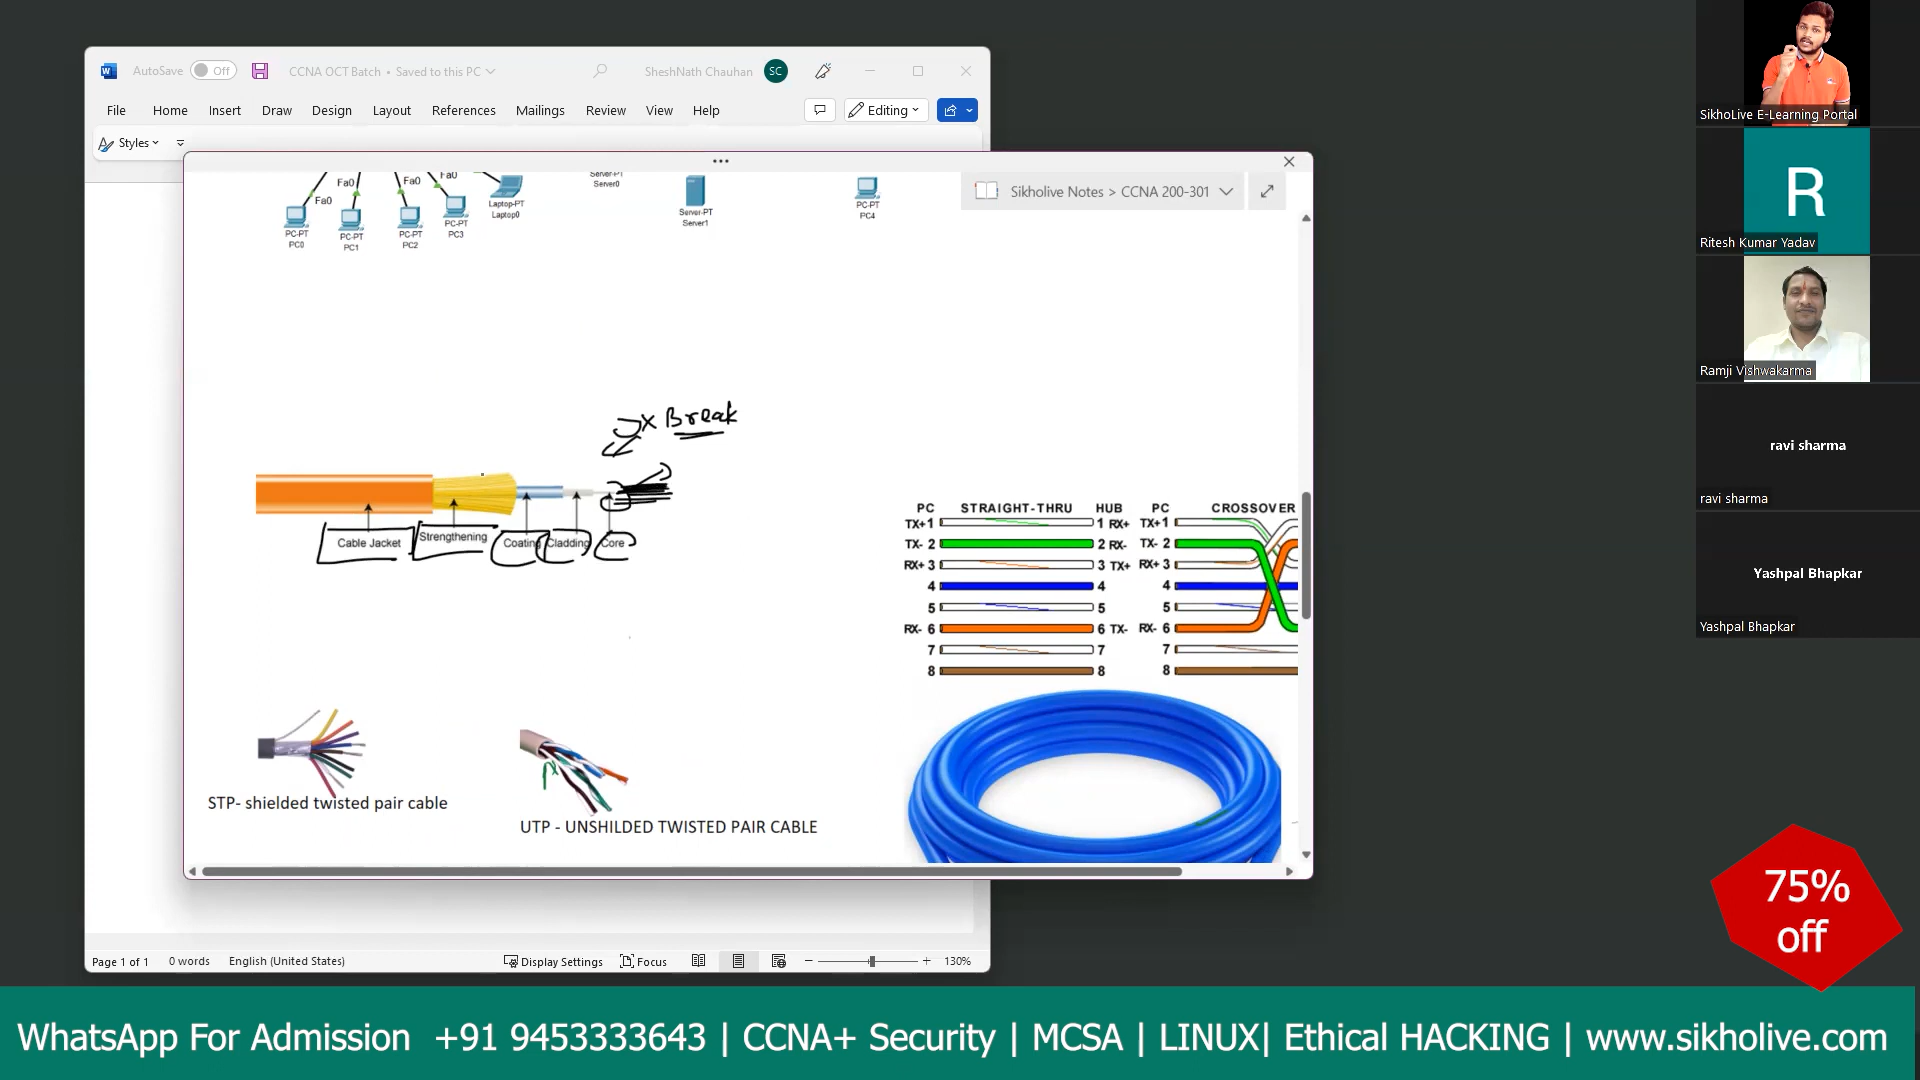 AutoSave Off CCNA OCT Batch • Saved to this PC SheshNath Chauhan SC
File Home Insert Draw Design Layout References Mailings Review View Help Editing
Styles
Sikholive Notes > CCNA 200-301
Fa0 Fa0 Fa0 Fa0
Server-PT
Server0
Laptop-PT
Laptop0
PC-PT
PC0
PC-PT
PC1
PC-PT
PC2
PC-PT
PC3
Server-PT
Server1
PC-PT
PC4
x Break
Cable Jacket Strengthening Coating Cladding Core
PC STRAIGHT-THRU HUB PC CROSSOVER
TX+ 1 1 RX+ TX+ 1
TX- 2 2 RX- TX- 2
RX+ 3 3 TX+ RX+ 3
4 4 4
5 5 5
RX- 6 6 TX- RX- 6
7 7 7
8 8 8
STP- shielded twisted pair cable
UTP - UNSHILDED TWISTED PAIR CABLE
Page 1 of 1 0 words English (United States) Display Settings Focus 130%
SikhoLive E-Learning Portal
R
Ritesh Kumar Yadav
Ramji Vishwakarma
ravi sharma
ravi sharma
Yashpal Bhapkar
Yashpal Bhapkar
75%
off
WhatsApp For Admission +91 9453333643 | CCNA+ Security | MCSA | LINUX| Ethical HACKING | www.sikholive.com